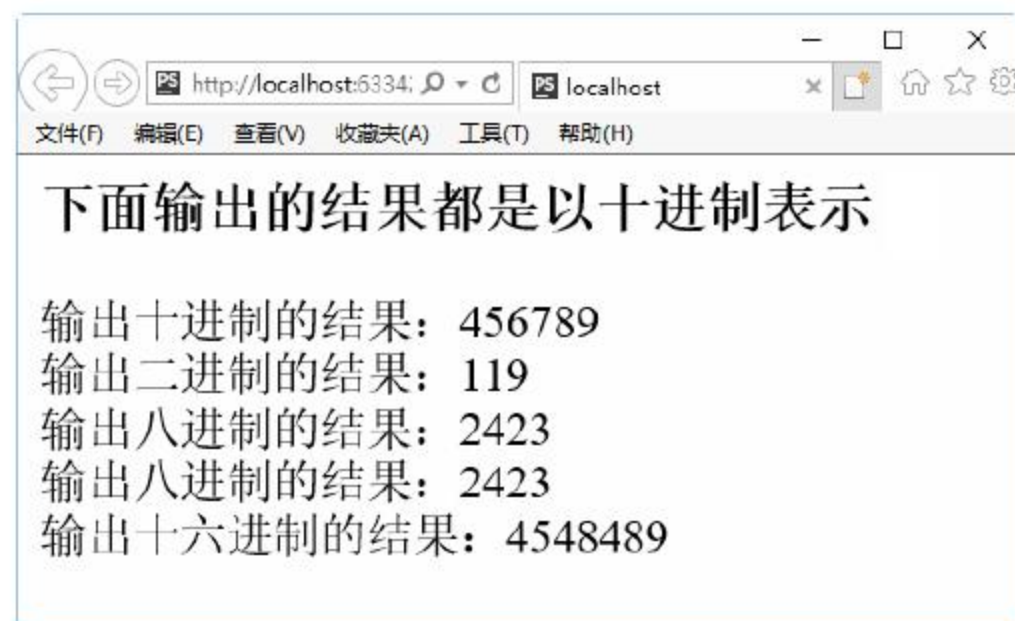 http://localhost:63342 localhost
文件(F) 编辑(E) 查看(V) 收藏夹(A) 工具(T) 帮助(H)
下面输出的结果都是以十进制表示
输出十进制的结果：456789
输出二进制的结果：119
输出八进制的结果：2423
输出八进制的结果：2423
输出十六进制的结果：4548489